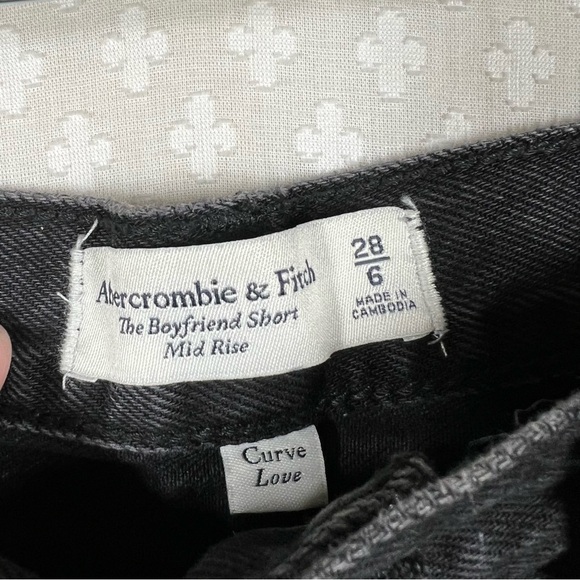 Abercrombie & Fitch
The Boyfriend Short
Mid Rise
28
6
MADE IN
CAMBODIA
Curve
Love